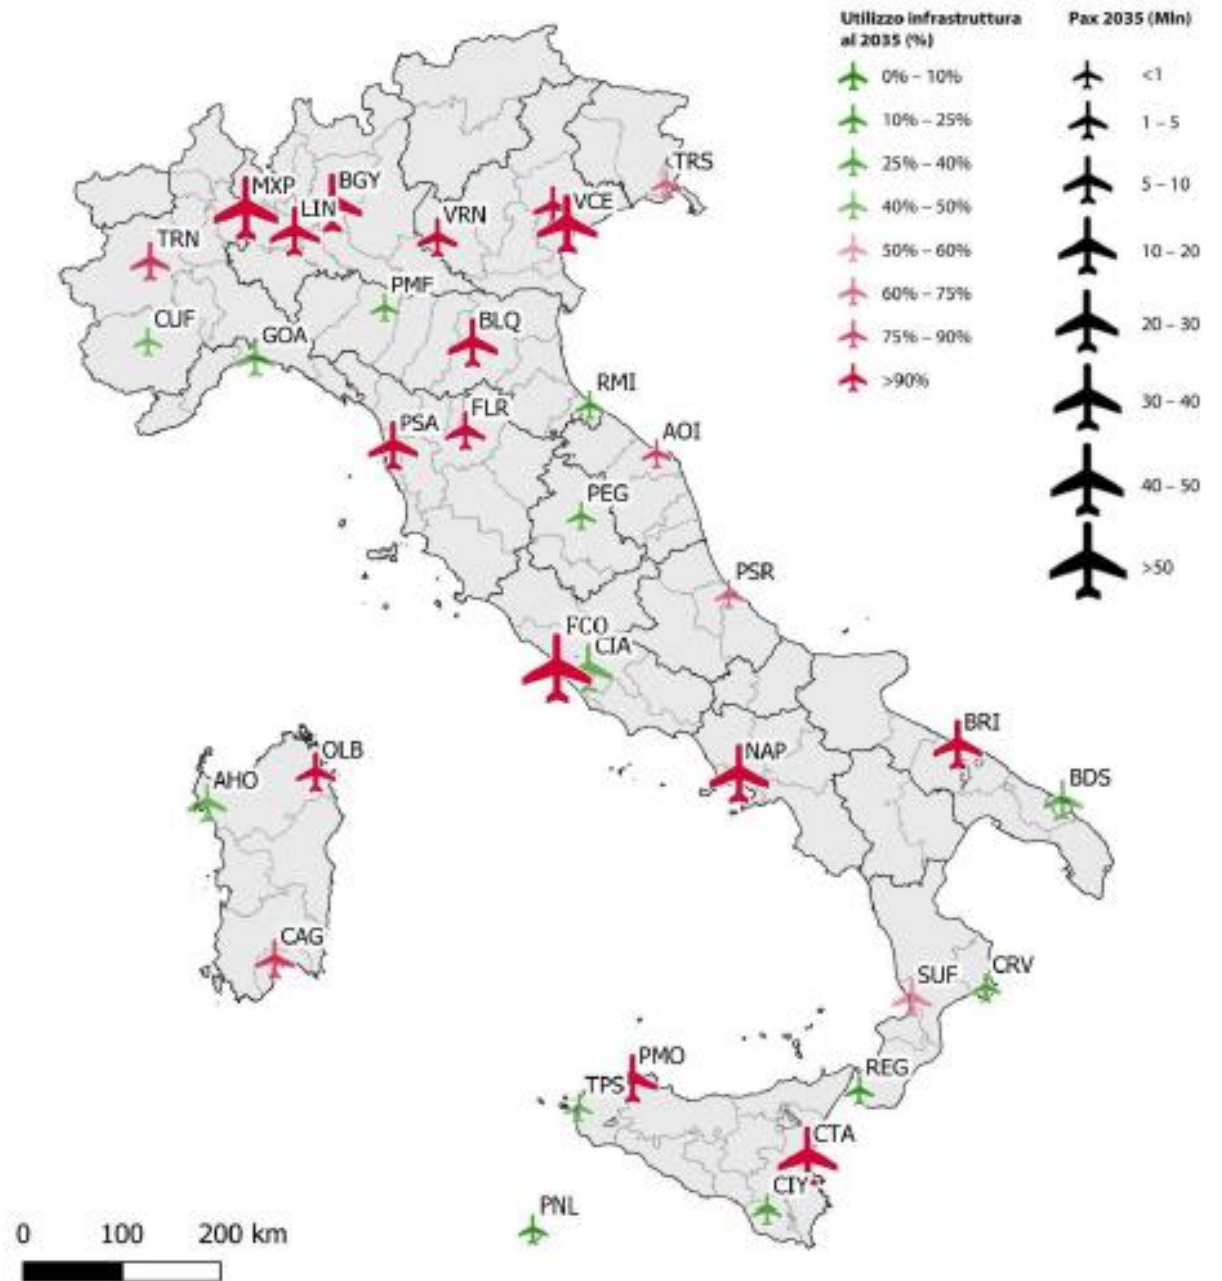 Utilizzo infrastruttura
al 2035 (%)
0% – 10%
10% – 25%
25% – 40%
40% – 50%
50% – 60%
60% – 75%
75% – 90%
>90%
Pax 2035 (Mln)
<1
1 – 5
5 – 10
10 – 20
20 – 30
30 – 40
40 – 50
>50
TRS
MXP
BGY
LIN
VCE
VRN
TRN
PMF
CUF
GOA
BLQ
RMI
FLR
PSA
AOI
PEG
PSR
FCO
CIA
BRI
NAP
OLB
BDS
AHO
CAG
CRV
SUF
PMO
REG
TPS
CTA
CIY
PNL
0 100 200 km